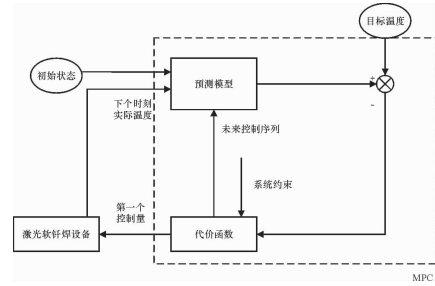 目标温度
初始状态
预测模型
+
-
下个时刻
实际温度
未来控制序列
系统约束
第一个
控制量
激光软钎焊设备
代价函数
MPC